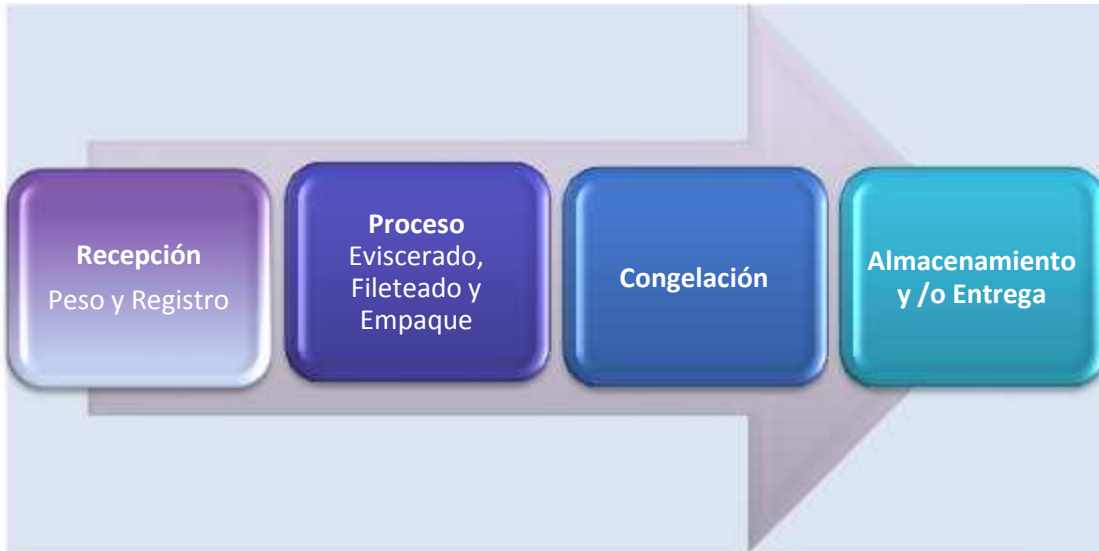 Recepción
Peso y Registro
Proceso
Eviscerado,
Fileteado y
Empaque
Congelación
Almacenamiento
y /o Entrega